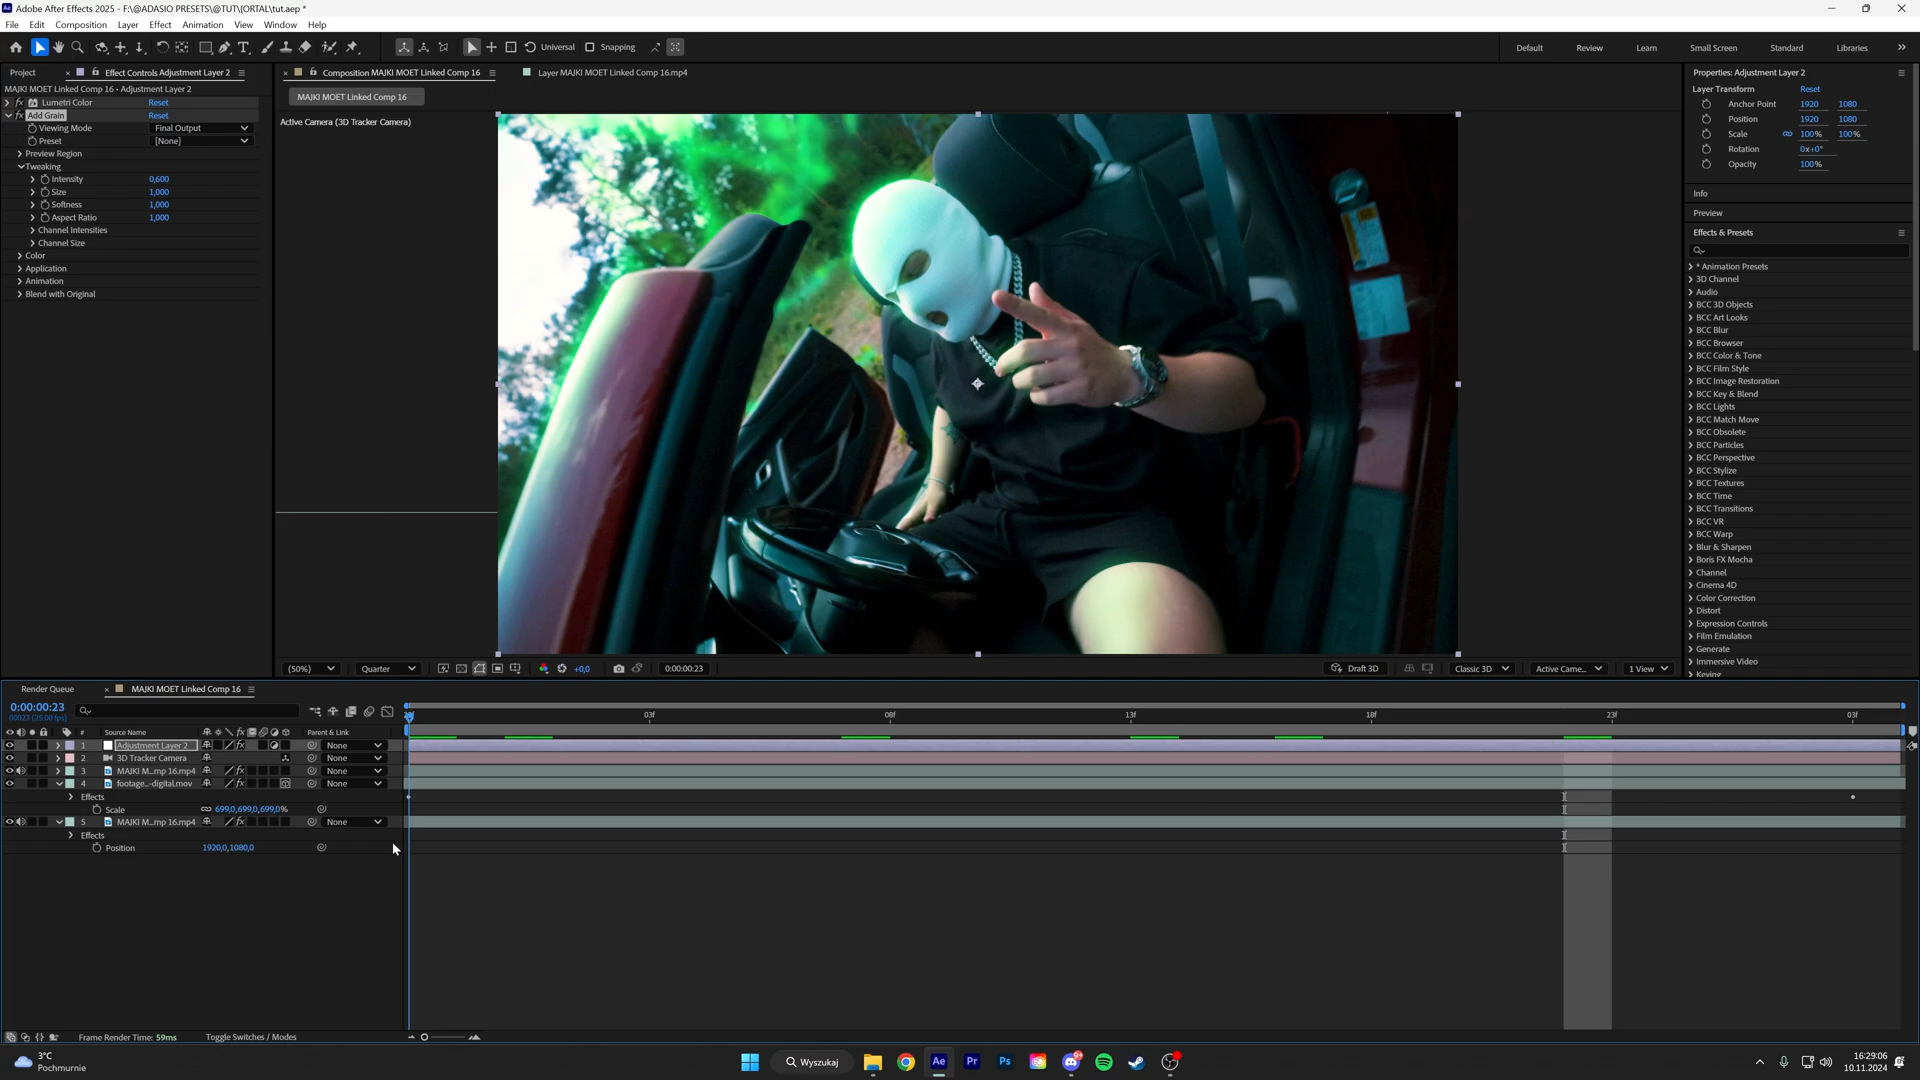 Adobe After Effects 2025 - F:\@ADASIO PRESETS\@TUT\[ORTAL\tut.aep *
File Edit Composition Layer Effect Animation View Window Help
Universal Snapping Default Review Learn Small Screen Standard Libraries
Project Effect Controls Adjustment Layer 2
MAJKI MOET Linked Comp 16 • Adjustment Layer 2
Lumetri Color Reset
Add Grain Reset
Viewing Mode Final Output
Preset [None]
Preview Region
Tweaking
Intensity 0,600
Size 1,000
Softness 1,000
Aspect Ratio 1,000
Channel Intensities
Channel Size
Color
Application
Animation
Blend with Original
Composition MAJKI MOET Linked Comp 16 Layer MAJKI MOET Linked Comp 16.mp4
MAJKI MOET Linked Comp 16
Active Camera (3D Tracker Camera)
(50%) Quarter +0,0 0:00:00:23 Draft 3D Classic 3D Active Came... 1 View
Properties: Adjustment Layer 2
Layer Transform Reset
Anchor Point 1920 1080
Position 1920 1080
Scale 100% 100%
Rotation 0x+0°
Opacity 100%
Info
Preview
Effects & Presets
* Animation Presets
3D Channel
Audio
BCC 3D Objects
BCC Art Looks
BCC Blur
BCC Browser
BCC Color & Tone
BCC Film Style
BCC Image Restoration
BCC Key & Blend
BCC Lights
BCC Match Move
BCC Obsolete
BCC Particles
BCC Perspective
BCC Stylize
BCC Textures
BCC Time
BCC Transitions
BCC VR
BCC Warp
Blur & Sharpen
Boris FX Mocha
Channel
Cinema 4D
Color Correction
Distort
Expression Controls
Film Emulation
Generate
Immersive Video
Keying
Render Queue MAJKI MOET Linked Comp 16
0:00:00:23
00023 (25.00 fps)
03f 08f 13f 18f 23f 03f
# Source Name Parent & Link
1 Adjustment Layer 2 None
2 3D Tracker Camera None
3 MAJKI M...mp 16.mp4 None
4 footage...-digital.mov None
Effects
Scale 699,0,699,0,699,0%
5 MAJKI M...mp 16.mp4 None
Effects
Position 1920,0,1080,0
Frame Render Time: 59ms Toggle Switches / Modes
3°C
Pochmurnie
Wyszukaj
Ae Pr Ps
16:29:06
10.11.2024